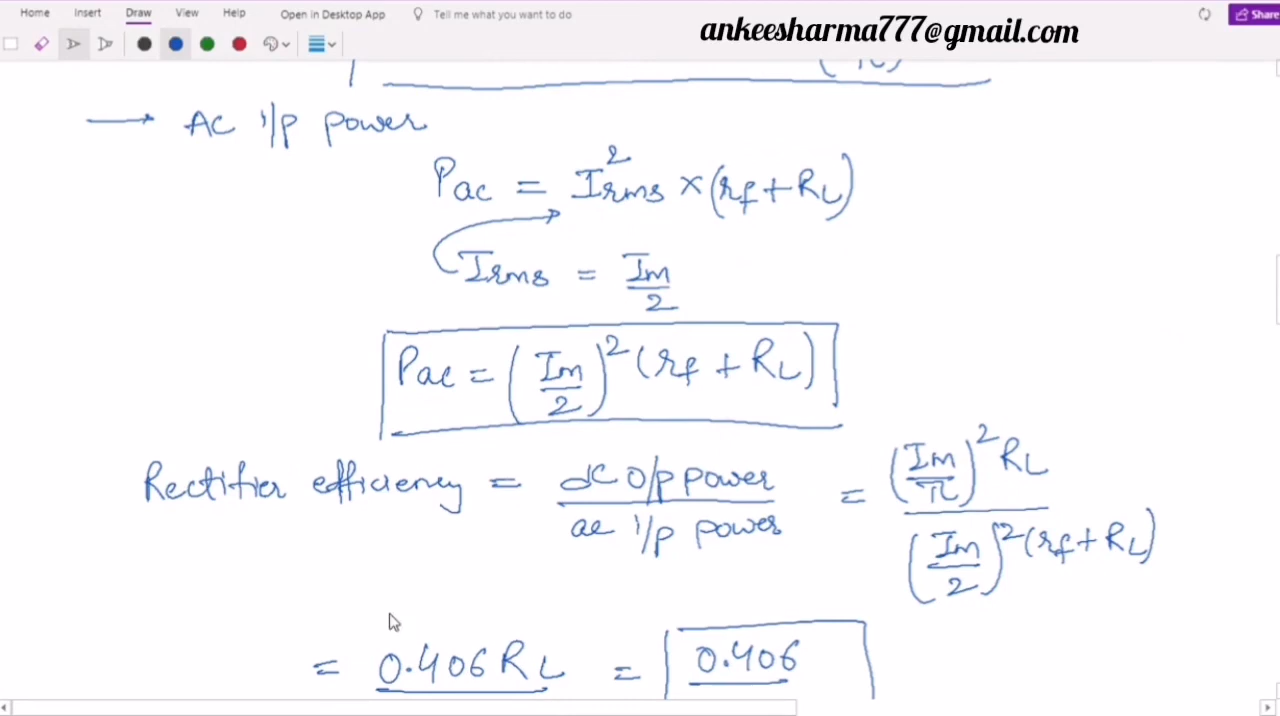 Home Insert Draw View Help Open in Desktop App Tell me what you want to do Share
ankeesharma777@gmail.com
→ AC i/p power
Pac = Irms² × (rf + RL)
Irms = Im/2
Pac = (Im/2)² (rf + RL)
Rectifier efficiency = dc o/p power / ac i/p power = (Im/π)² RL / (Im/2)² (rf + RL)
= 0.406 RL = 0.406